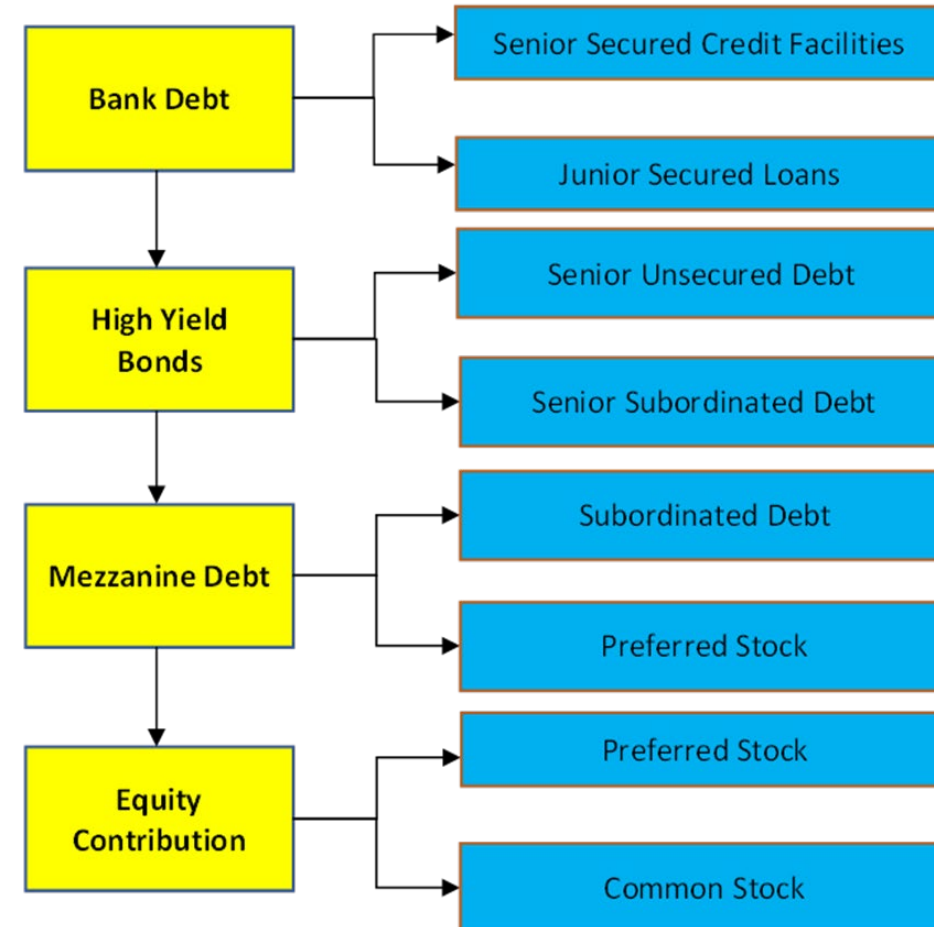 Bank Debt
Senior Secured Credit Facilities
Junior Secured Loans
High Yield
Bonds
Senior Unsecured Debt
Senior Subordinated Debt
Mezzanine Debt
Subordinated Debt
Preferred Stock
Equity
Contribution
Preferred Stock
Common Stock